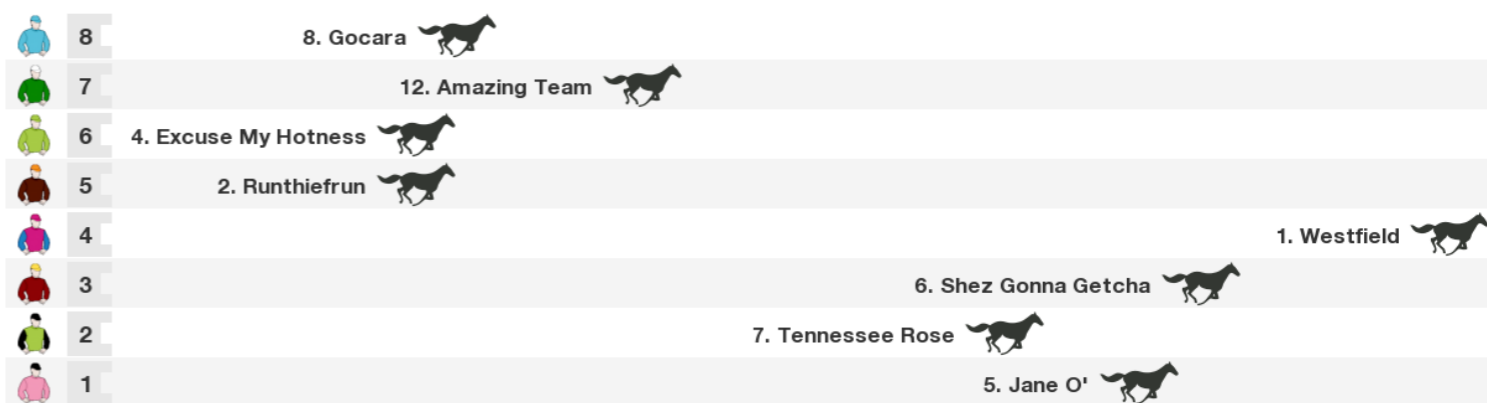 8 8. Gocara
7 12. Amazing Team
6 4. Excuse My Hotness
5 2. Runthiefrun
4 1. Westfield
3 6. Shez Gonna Getcha
2 7. Tennessee Rose
1 5. Jane O'